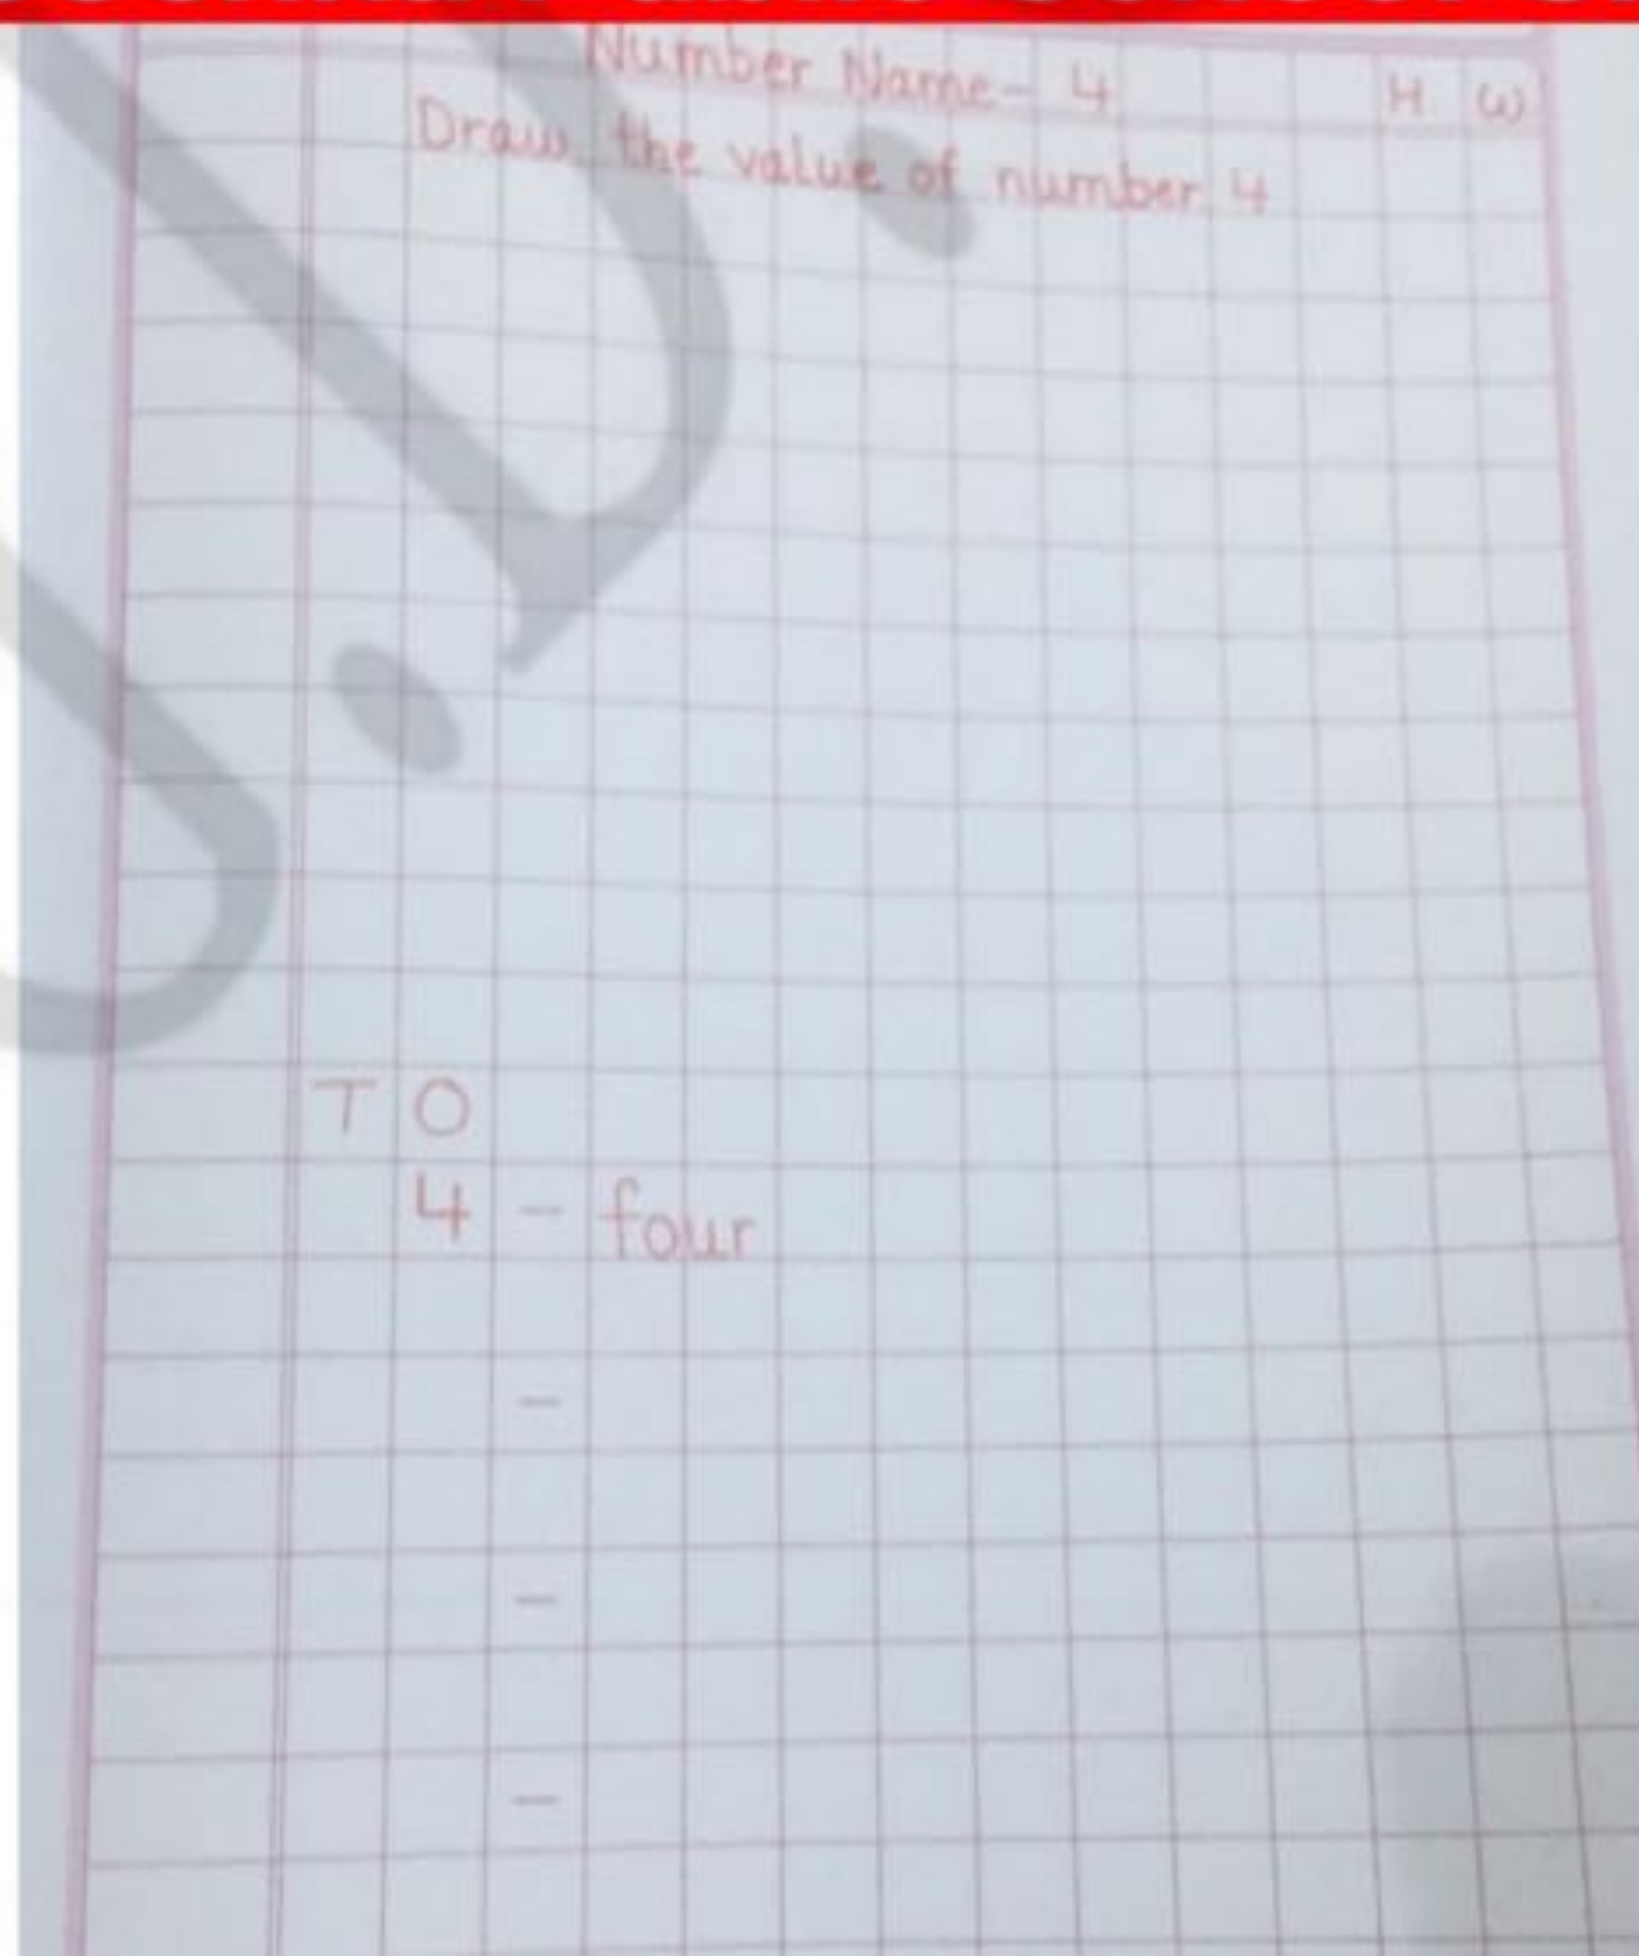 Number Name- 4 H. W
Draw the value of number 4
T O
4 - four
-
-
-